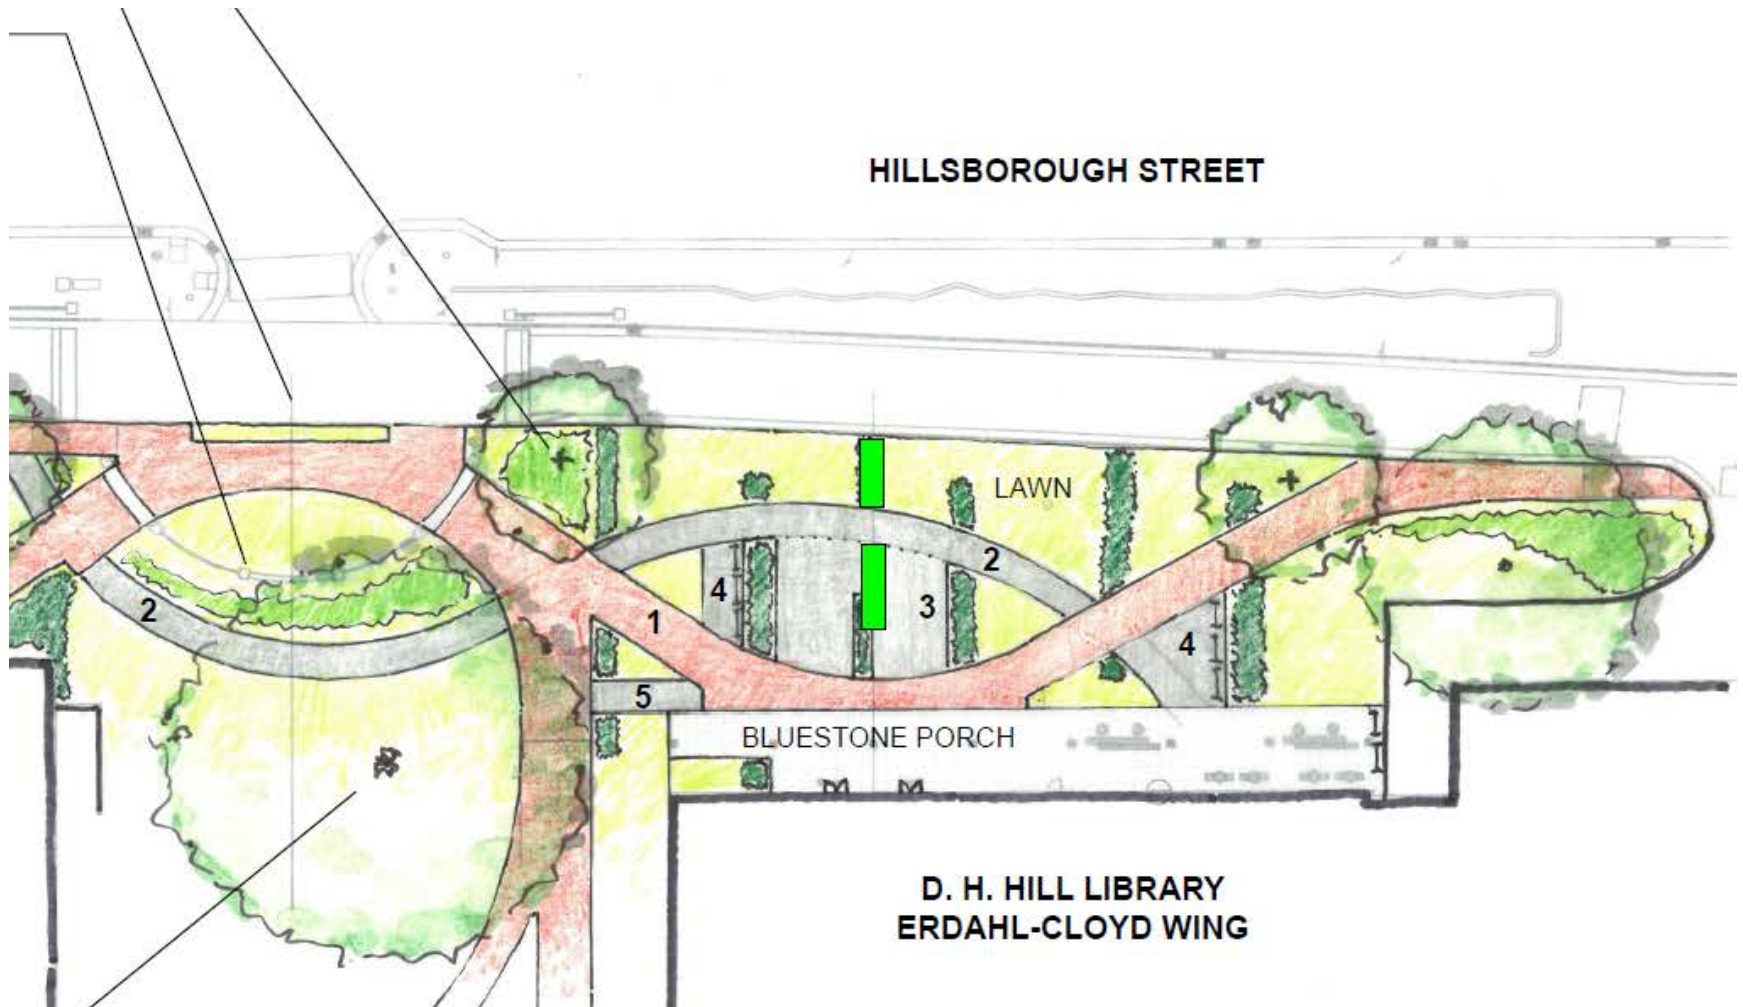 HILLSBOROUGH STREET
LAWN
2
4
3
2
1
4
5
BLUESTONE PORCH
D. H. HILL LIBRARY
ERDAHL-CLOYD WING